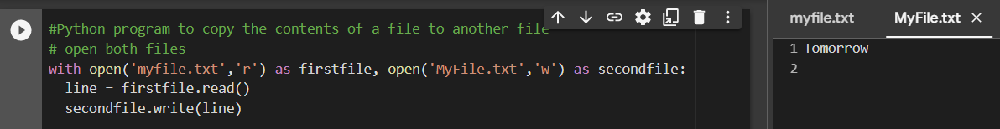 #Python program to copy the contents of a file to another file
# open both files
with open('myfile.txt','r') as firstfile, open('MyFile.txt','w') as secondfile:
  line = firstfile.read()
  secondfile.write(line)
myfile.txt MyFile.txt
1 Tomorrow
2